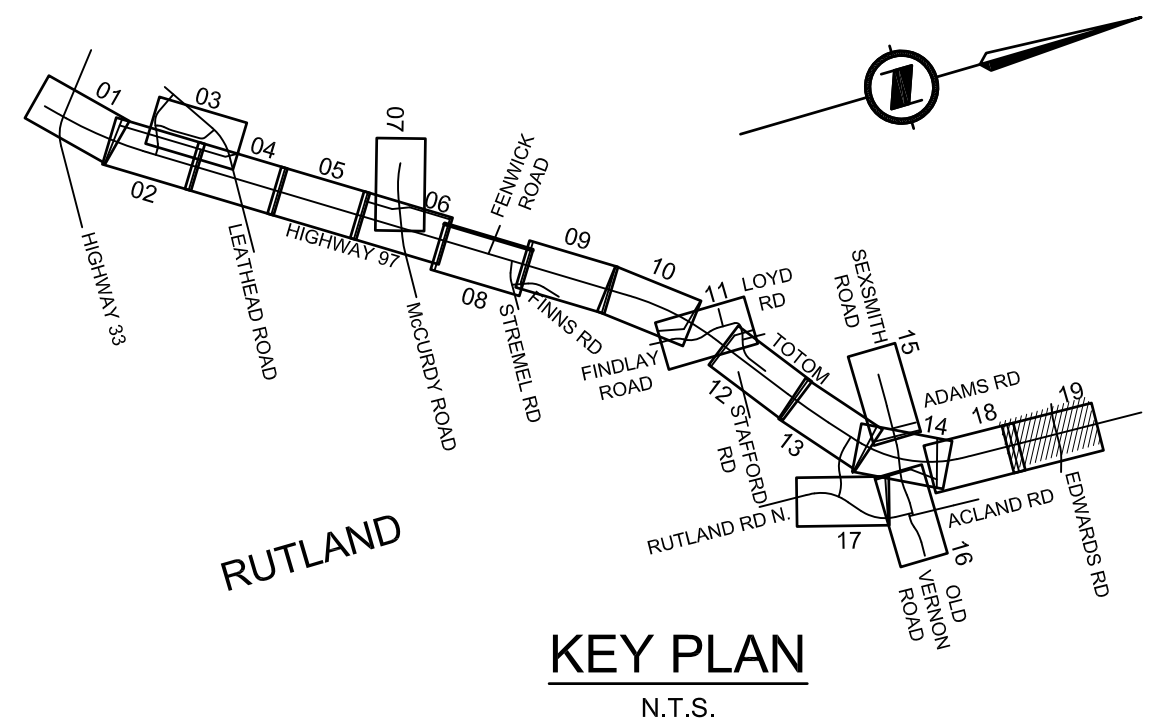 01
02
03
04
05
06
07
08
09
10
11
12
13
14
15
16
17
18
19
HIGHWAY 33
LEATHEAD ROAD
HIGHWAY 97
McCURDY ROAD
FENWICK
ROAD
STREMEL RD
FINNS RD
FINDLAY
ROAD
LOYD
RD
TOTOM
STAFFORD
RD
SEXSMITH
ROAD
ADAMS RD
RUTLAND RD N.
ACLAND RD
OLD
VERNON
ROAD
EDWARDS RD
RUTLAND
KEY PLAN
N.T.S.